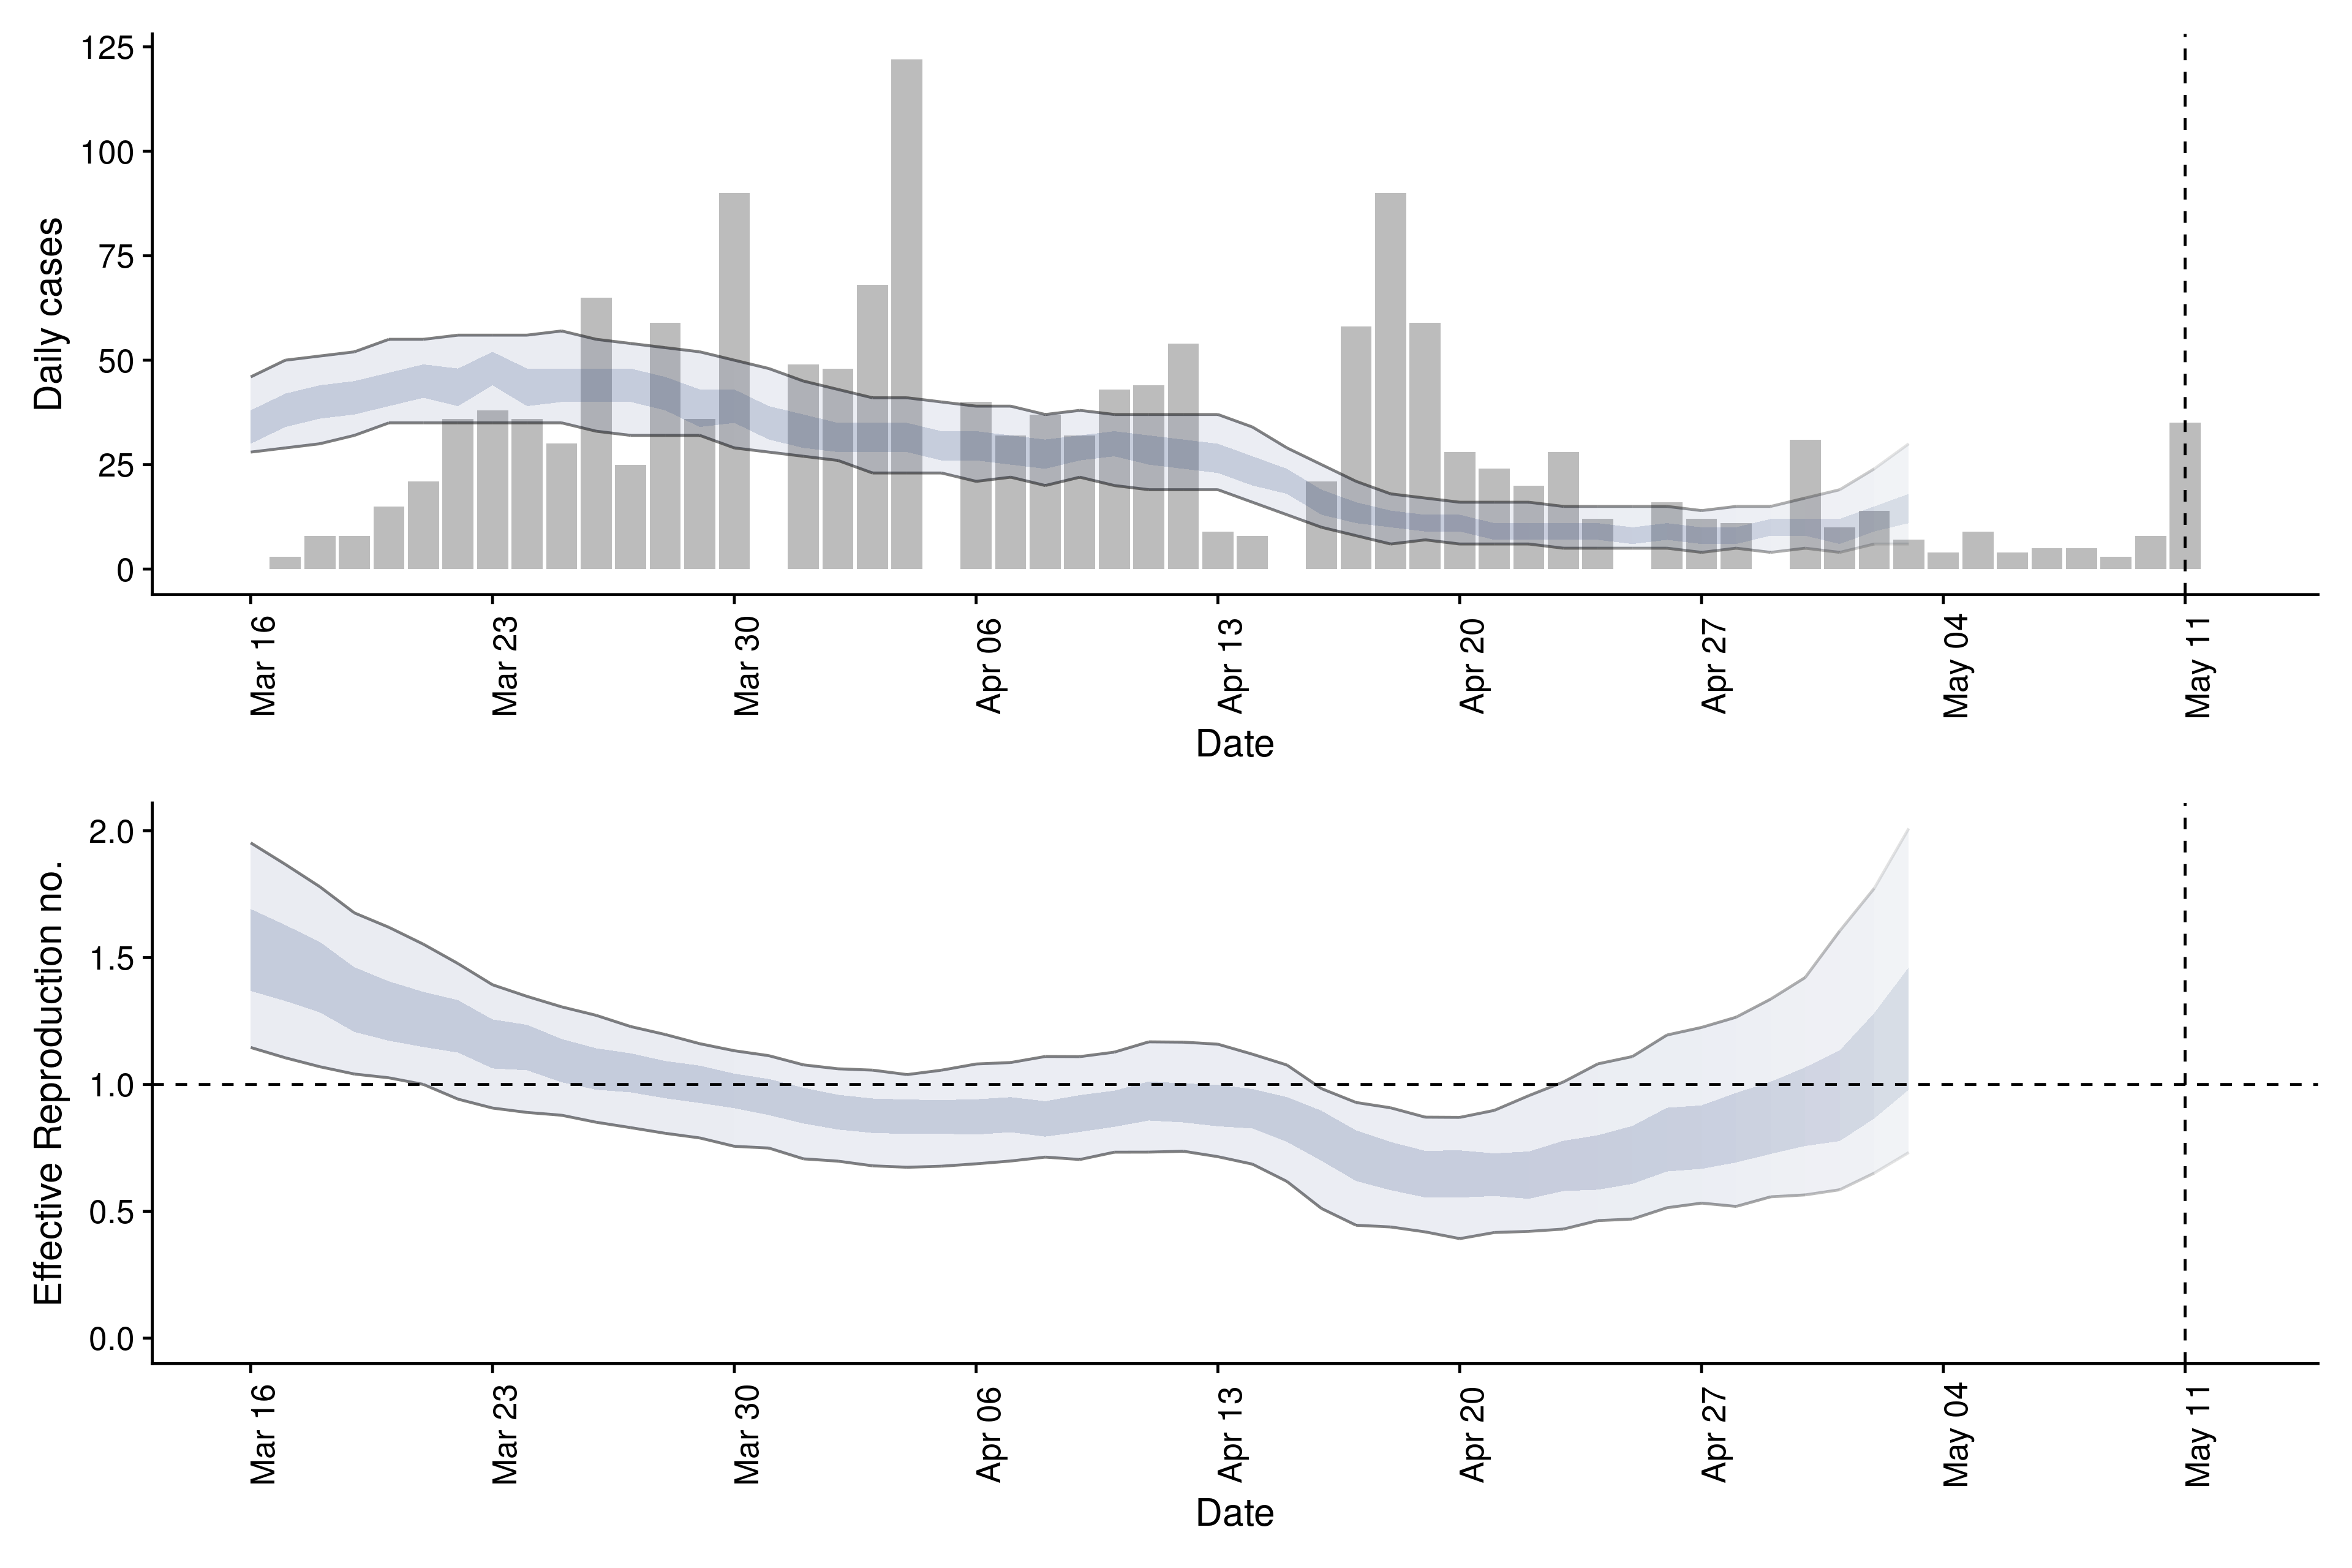 Daily cases
125
100
75
50
25
0
Mar 16
Mar 23
Mar 30
Apr 06
Apr 13
Apr 20
Apr 27
May 04
May 11
Date
Effective Reproduction no.
2.0
1.5
1.0
0.5
0.0
Mar 16
Mar 23
Mar 30
Apr 06
Apr 13
Apr 20
Apr 27
May 04
May 11
Date